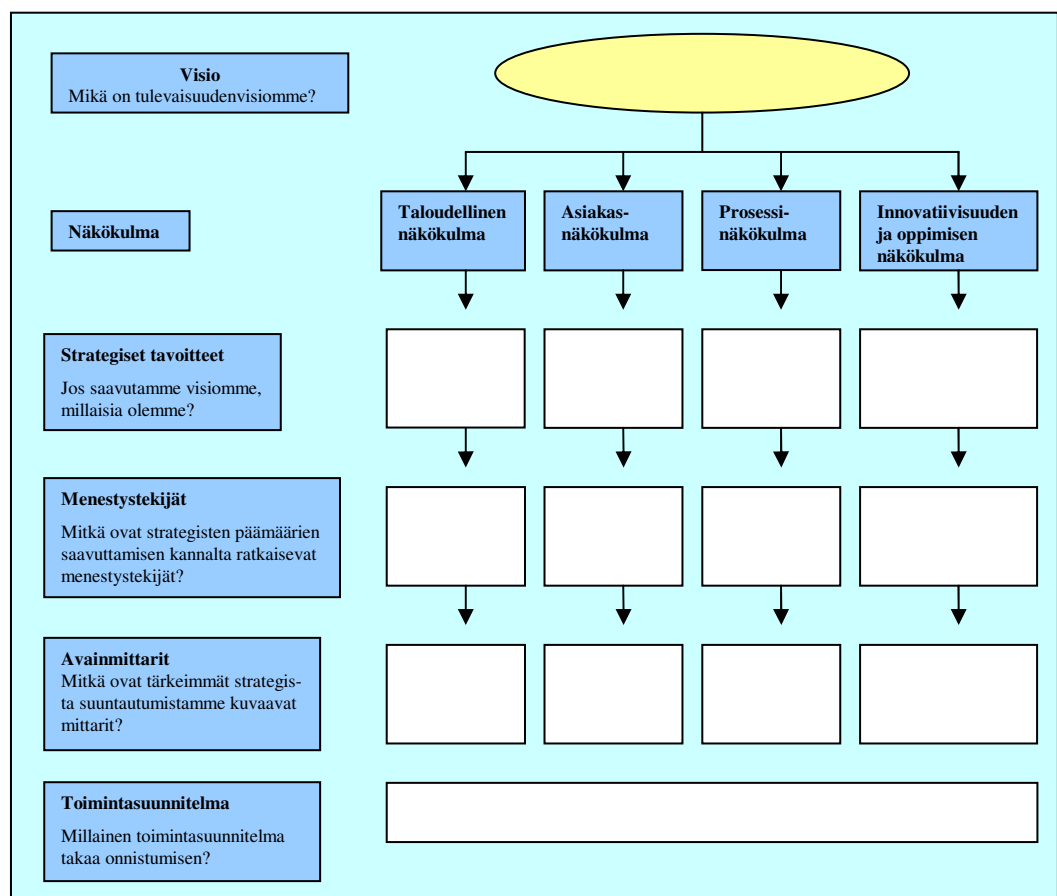 Visio
Mikä on tulevaisuudenvisiomme?
Näkökulma
Taloudellinen
näkökulma
Asiakas-
näkökulma
Prosessi-
näkökulma
Innovatiivisuuden
ja oppimisen
näkökulma
Strategiset tavoitteet
Jos saavutamme visiomme,
millaisia olemme?
Menestystekijät
Mitkä ovat strategisten päämäärien
saavuttamisen kannalta ratkaisevat
menestystekijät?
Avainmittarit
Mitkä ovat tärkeimmät strategis-
ta suuntautumistamme kuvaavat
mittarit?
Toimintasuunnitelma
Millainen toimintasuunnitelma
takaa onnistumisen?